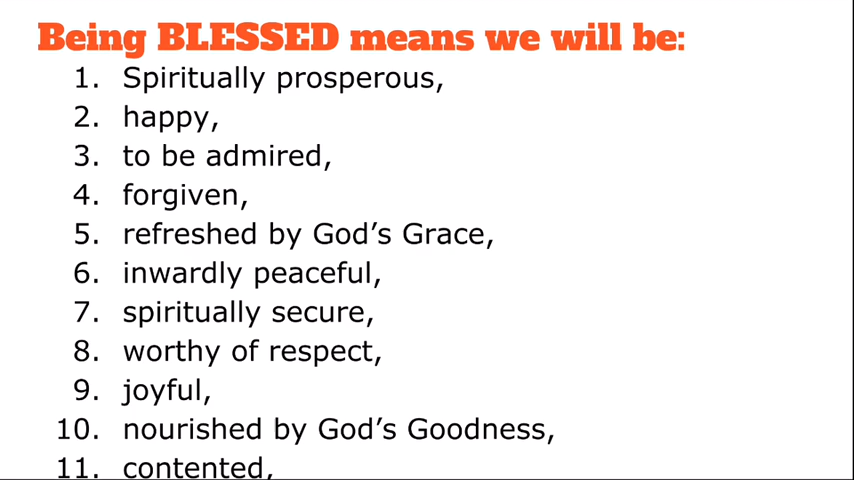 Being BLESSED means we will be:
1. Spiritually prosperous,
2. happy,
3. to be admired,
4. forgiven,
5. refreshed by God’s Grace,
6. inwardly peaceful,
7. spiritually secure,
8. worthy of respect,
9. joyful,
10. nourished by God’s Goodness,
11. contented,